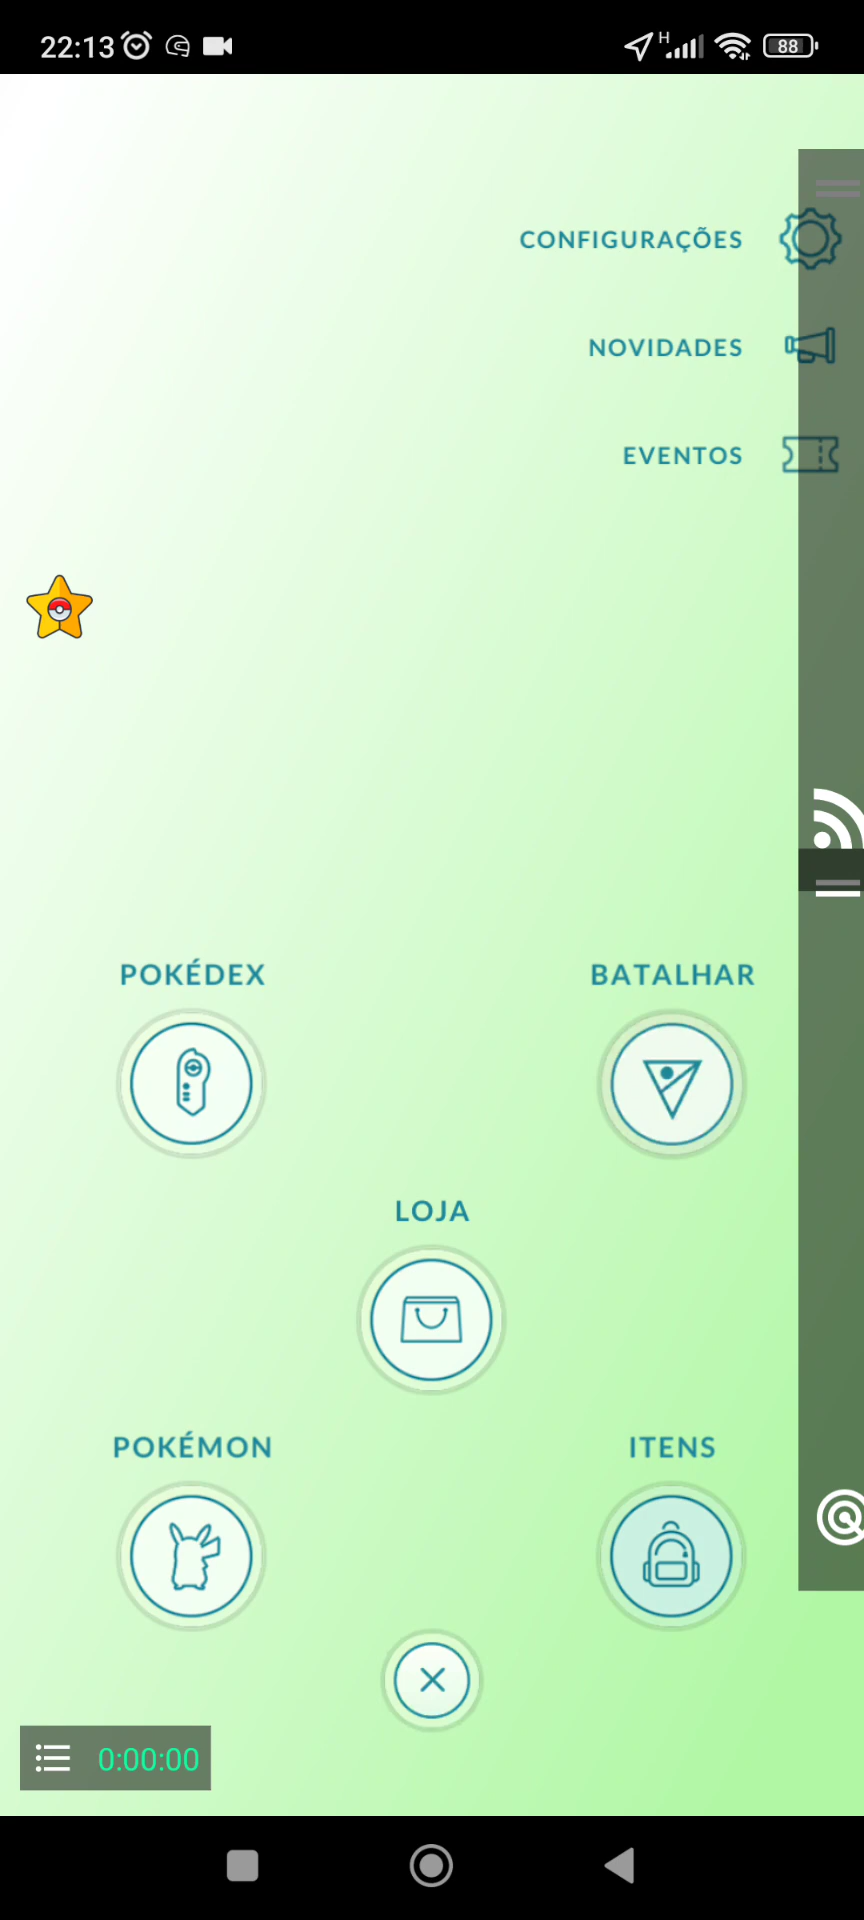 22:13
H
88
CONFIGURAÇÕES
NOVIDADES
EVENTOS
POKÉDEX
BATALHAR
LOJA
POKÉMON
ITENS
0:00:00